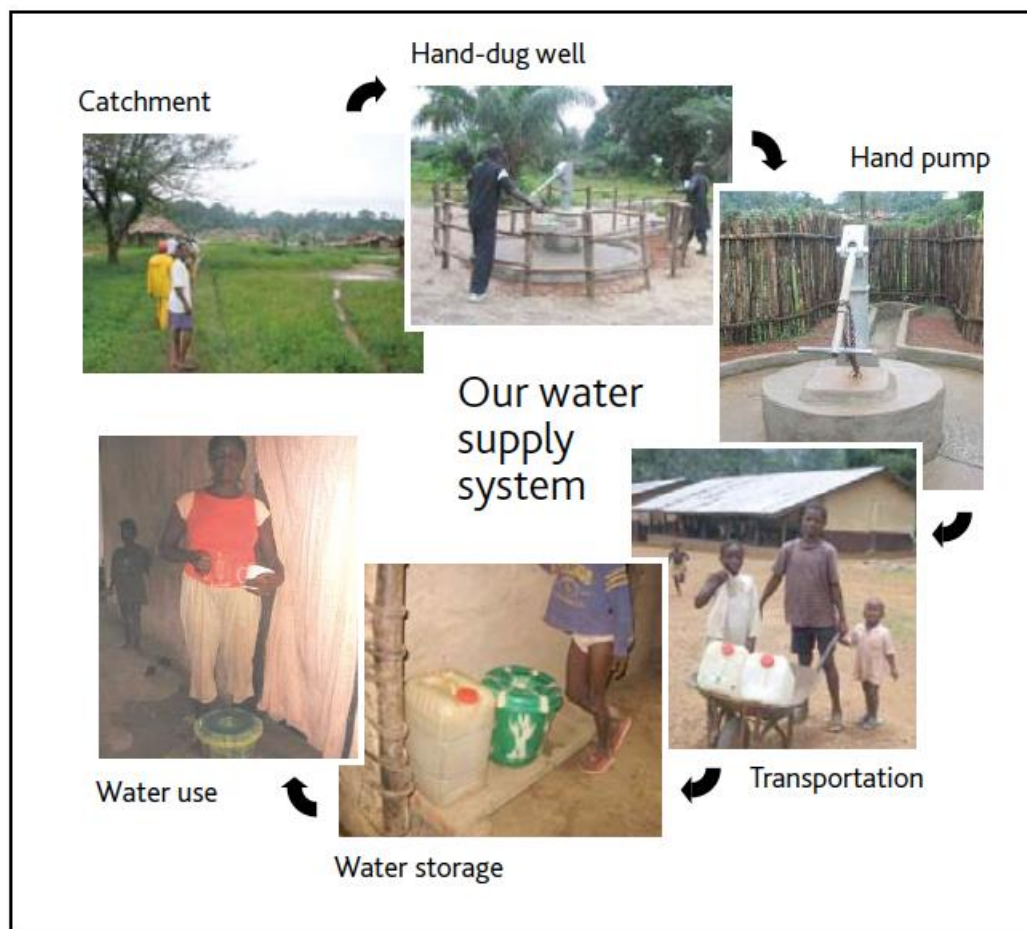 Hand-dug well
Catchment
Hand pump
Our water
supply
system
Transportation
Water use
Water storage